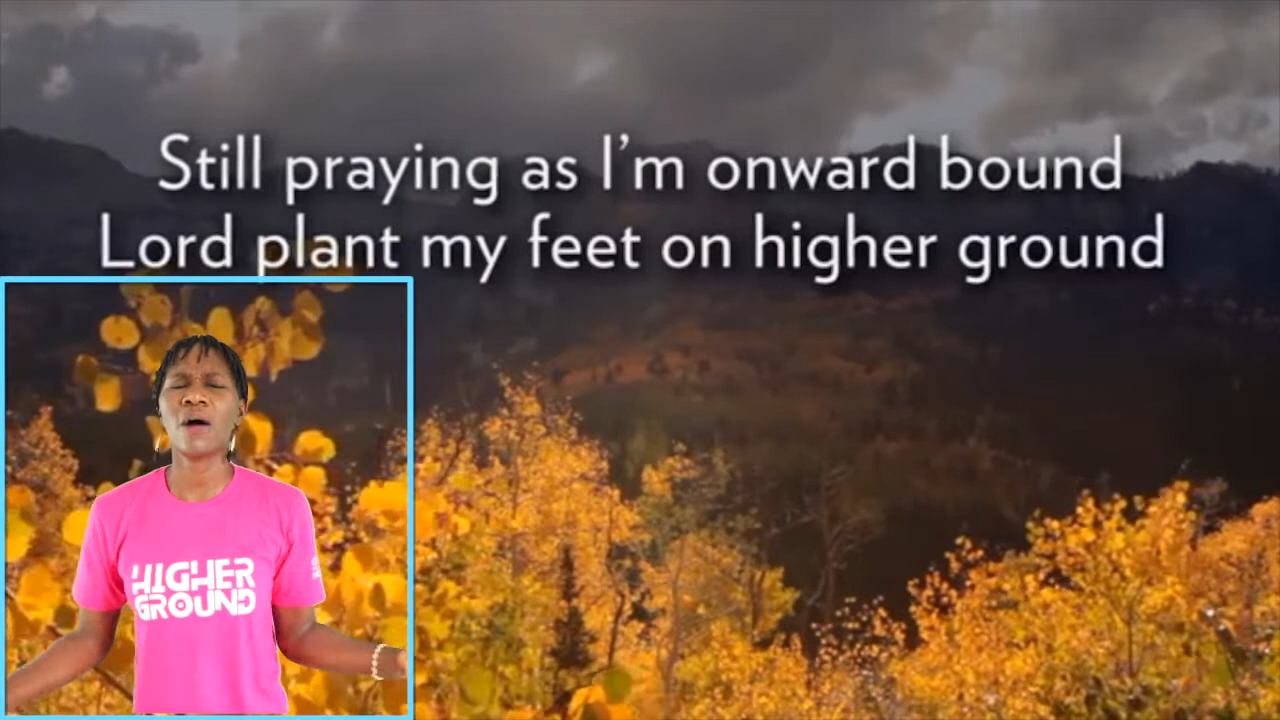 Still praying as I'm onward bound
Lord plant my feet on higher ground
HIGHER
GROUND